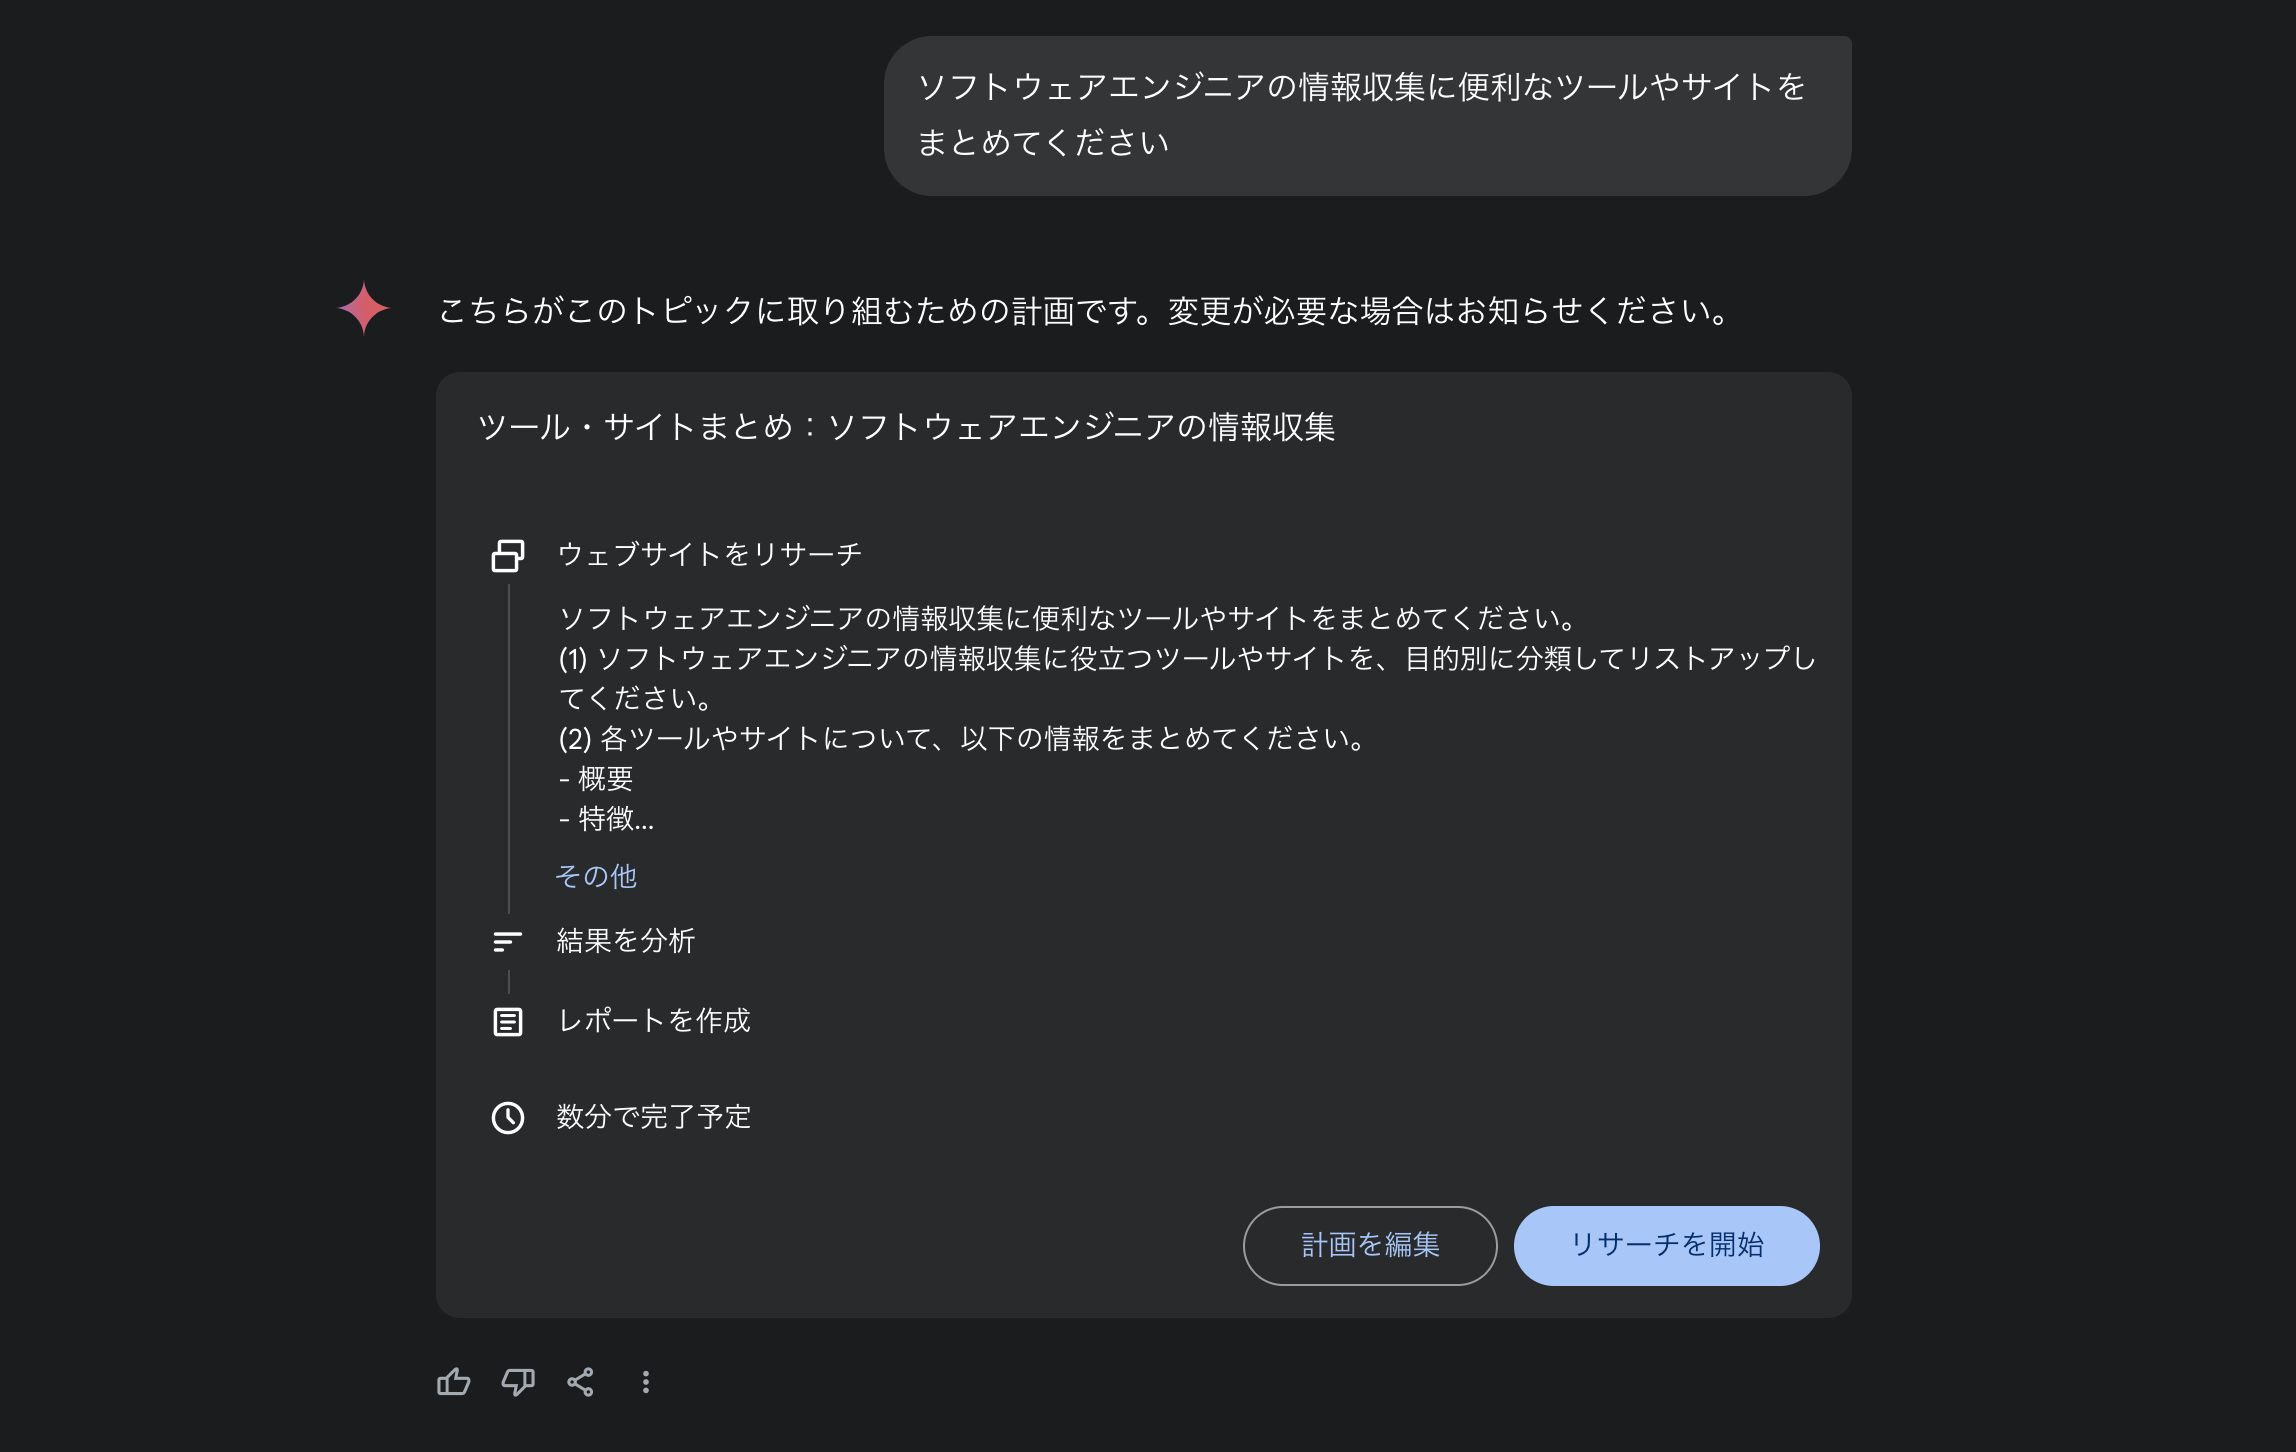 ソフトウェアエンジニアの情報収集に便利なツールやサイトを
まとめてください
こちらがこのトピックに取り組むための計画です。変更が必要な場合はお知らせください。
ツール・サイトまとめ：ソフトウェアエンジニアの情報収集
ウェブサイトをリサーチ
ソフトウェアエンジニアの情報収集に便利なツールやサイトをまとめてください。
(1) ソフトウェアエンジニアの情報収集に役立つツールやサイトを、目的別に分類してリストアップし
てください。
(2) 各ツールやサイトについて、以下の情報をまとめてください。
- 概要
- 特徴...
その他
結果を分析
レポートを作成
数分で完了予定
計画を編集
リサーチを開始